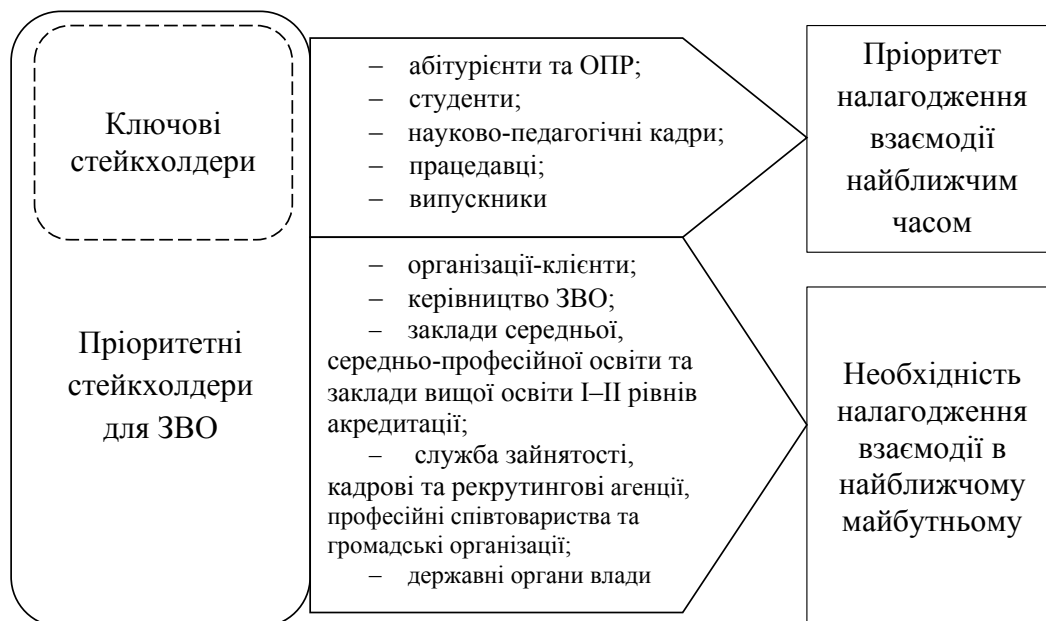 Ключові
стейкхолдери
– абітурієнти та ОПР;
– студенти;
– науково-педагогічні кадри;
– працедавці;
– випускники
Пріоритет
налагодження
взаємодії
найближчим
часом
Пріоритетні
стейкхолдери
для ЗВО
– організації-клієнти;
– керівництво ЗВО;
– заклади середньої,
середньо-професійної освіти та
заклади вищої освіти І–ІІ рівнів
акредитації;
– служба зайнятості,
кадрові та рекрутингові агенції,
професійні співтовариства та
громадські організації;
– державні органи влади
Необхідність
налагодження
взаємодії в
найближчому
майбутньому